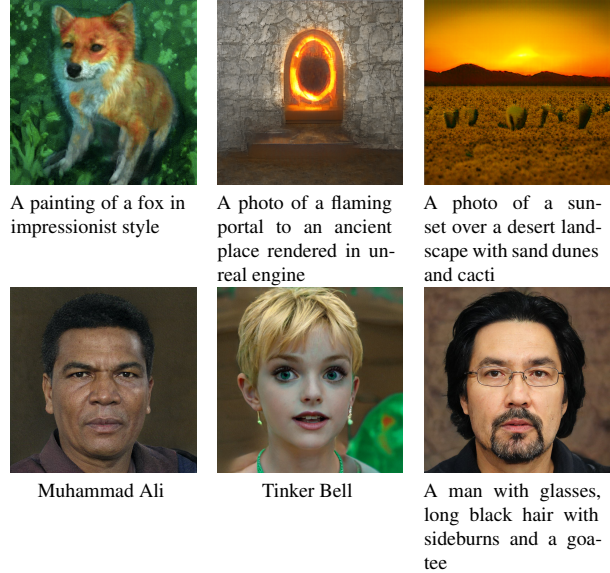 A painting of a fox in
impressionist style
A photo of a flaming
portal to an ancient
place rendered in un-
real engine
A photo of a sun-
set over a desert land-
scape with sand dunes
and cacti
Muhammad Ali
Tinker Bell
A man with glasses,
long black hair with
sideburns and a goa-
tee